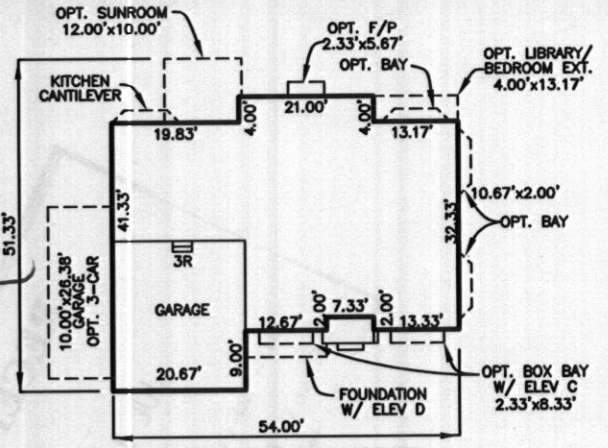 OPT. SUNROOM
12.00'x10.00'
OPT. F/P
2.33'x5.67'
OPT. BAY
OPT. LIBRARY/
BEDROOM EXT.
4.00'x13.17'
KITCHEN
CANTILEVER
19.83'
4.00'
21.00'
4.00'
13.17'
51.33'
41.33'
10.67'x2.00'
OPT. BAY
32.33'
3R
GARAGE
10.00'x26.38'
GARAGE
OPT. 3-CAR
12.67'
2.00'
7.33'
2.00'
13.33'
9.00'
20.67'
FOUNDATION
W/ ELEV D
OPT. BOX BAY
W/ ELEV C
2.33'x8.33'
54.00'